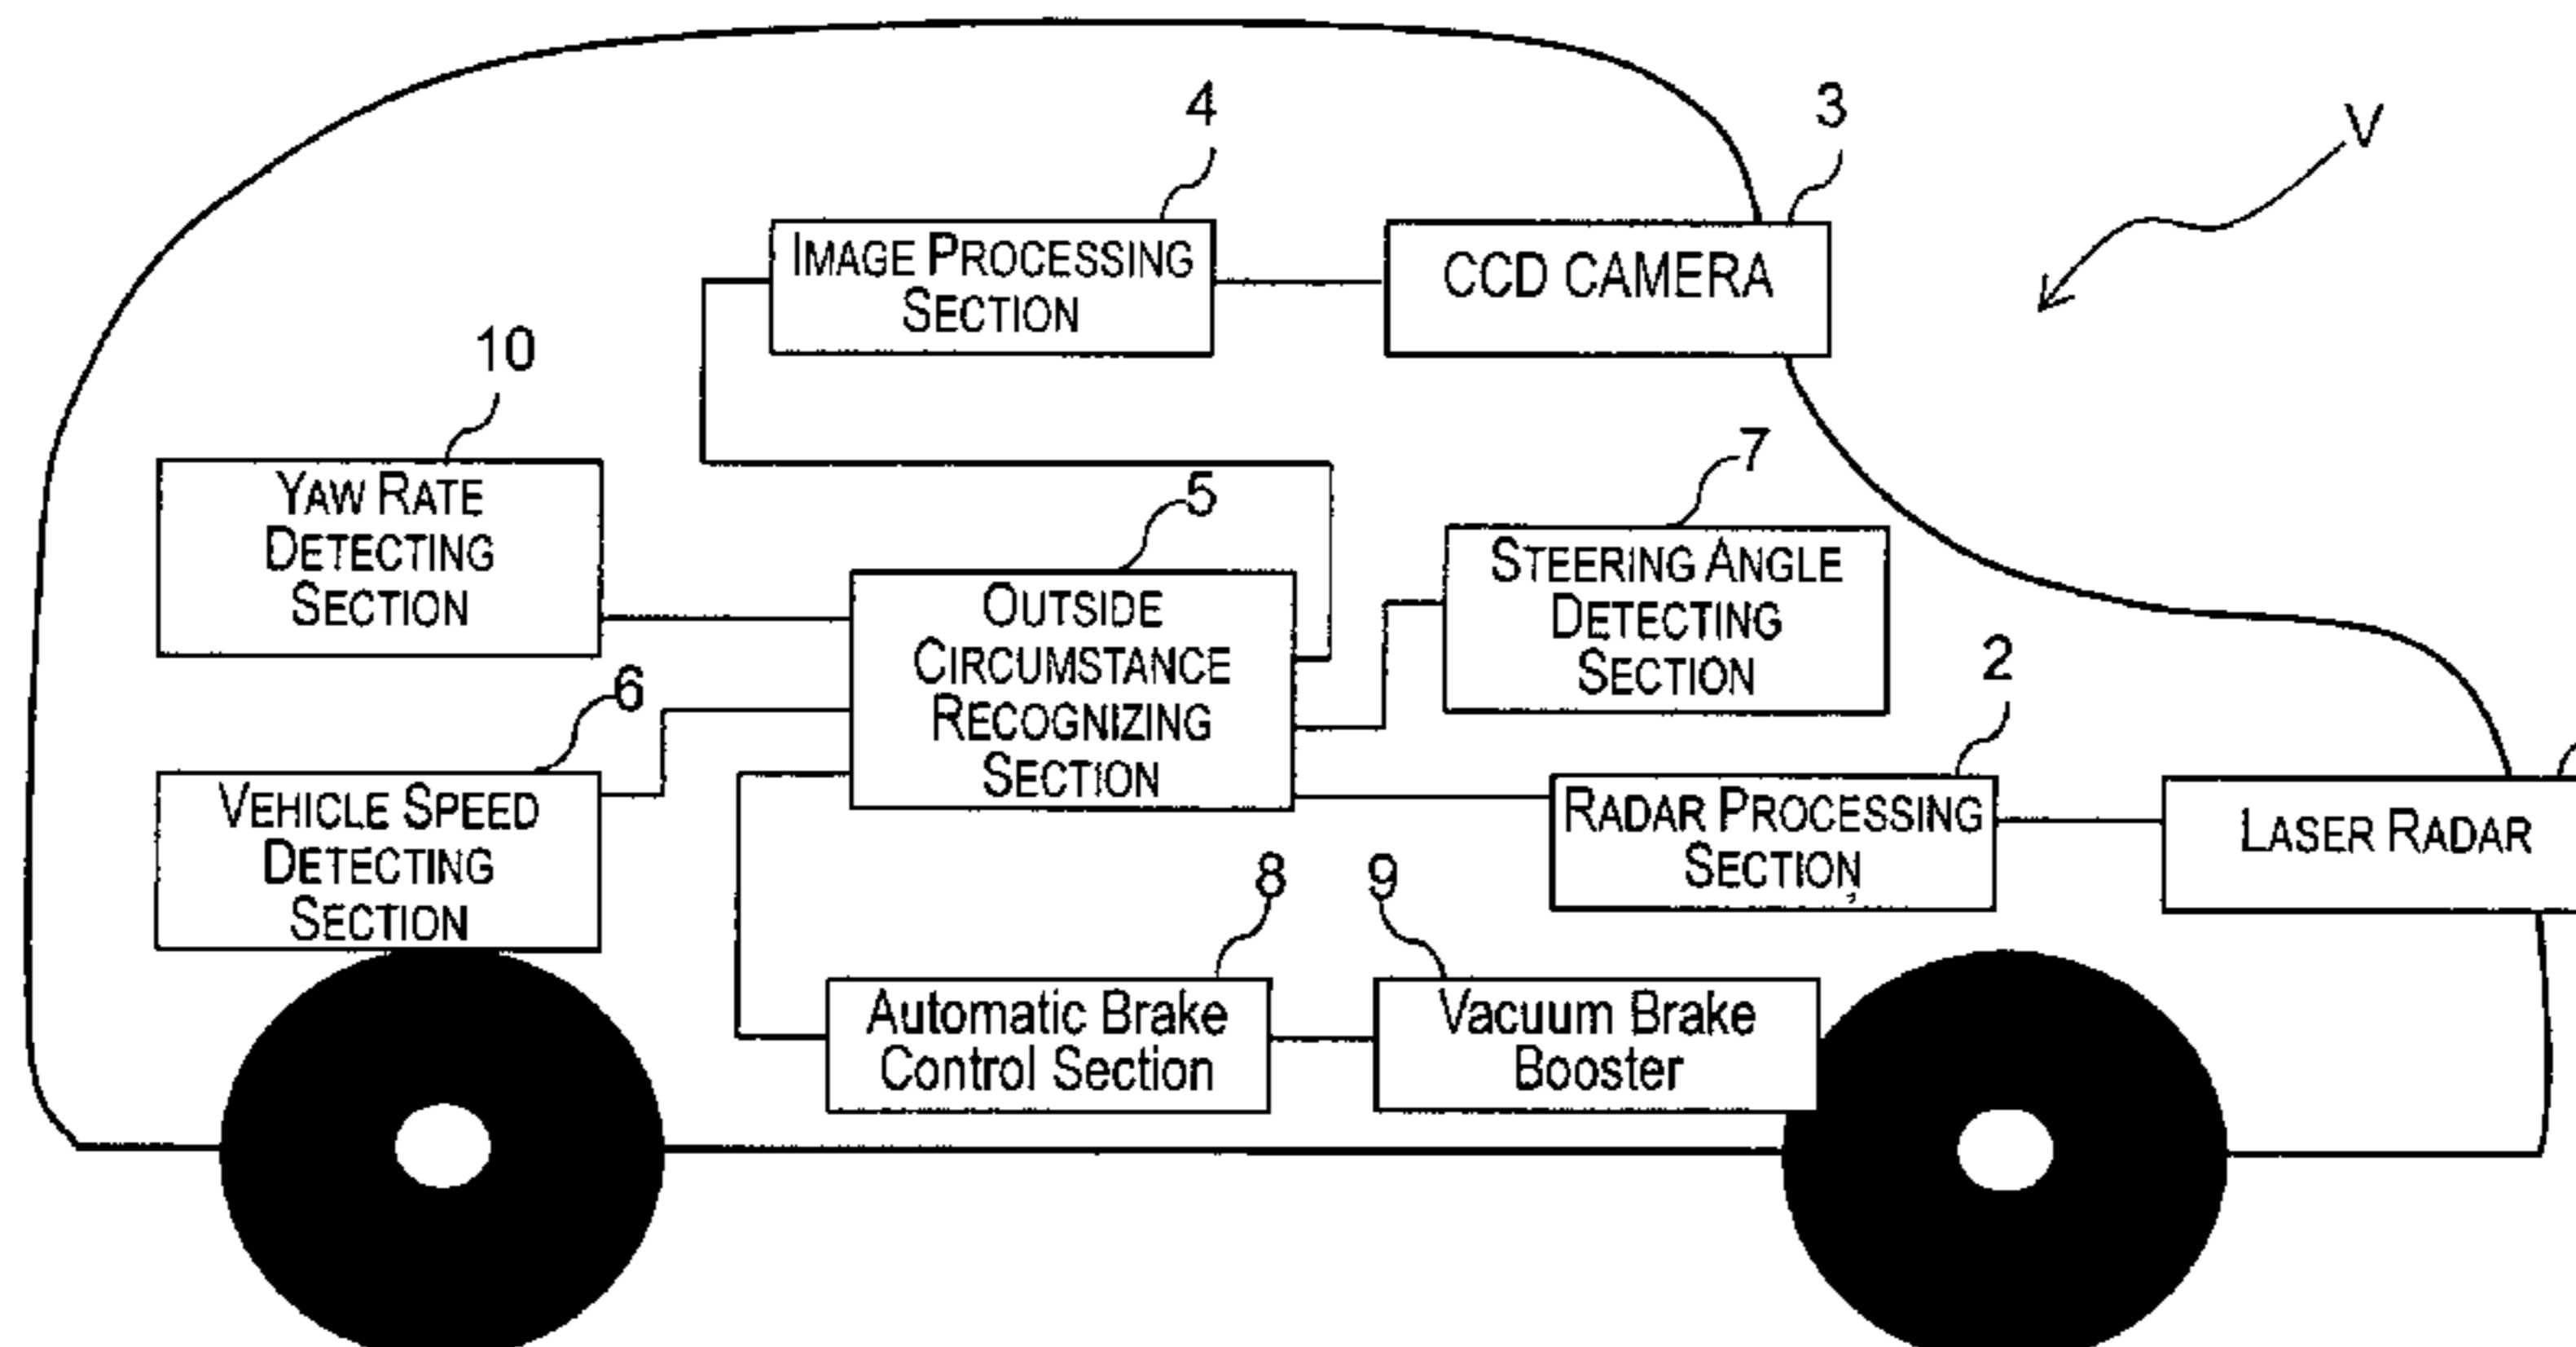 4
3
V
IMAGE PROCESSING
SECTION
CCD CAMERA
10
7
YAW RATE
DETECTING
SECTION
5
STEERING ANGLE
DETECTING
SECTION
OUTSIDE
CIRCUMSTANCE
RECOGNIZING
SECTION
6
2
VEHICLE SPEED
DETECTING
SECTION
RADAR PROCESSING
SECTION
LASER RADAR
8
9
Automatic Brake
Control Section
Vacuum Brake
Booster